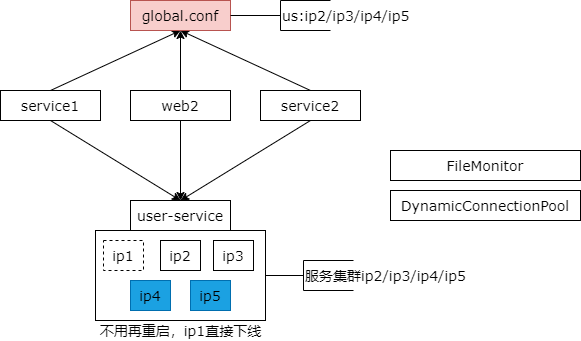 global.conf
us:ip2/ip3/ip4/ip5
service1
web2
service2
FileMonitor
DynamicConnectionPool
user-service
ip1
ip2
ip3
服务集群ip2/ip3/ip4/ip5
ip4
ip5
不用再重启，ip1直接下线